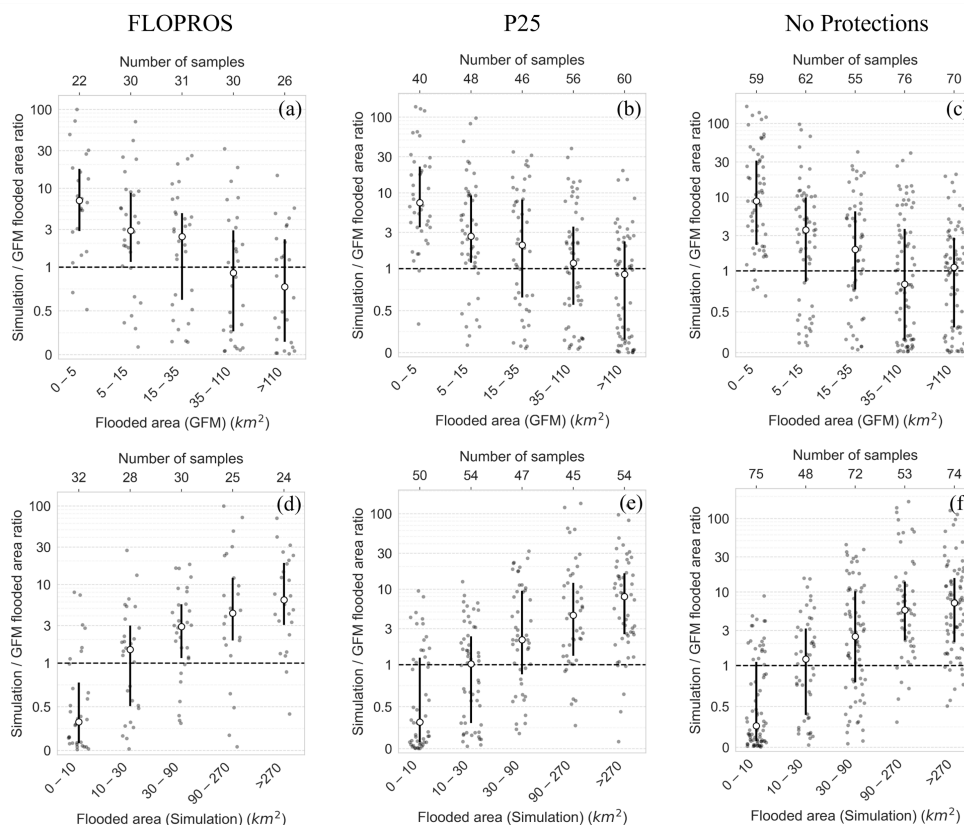 FLOPROS P25 No Protections
Number of samples Number of samples Number of samples
22 30 31 30 26 40 48 46 56 60 59 62 55 76 70
(a) (b) (c)
Simulation / GFM flooded area ratio
100
30
10
3
1
0.5
0
0 – 5 5 – 15 15 – 35 35 – 110 >110
Flooded area (GFM) (km²)
Simulation / GFM flooded area ratio
100
30
10
3
1
0.5
0
0 – 5 5 – 15 15 – 35 35 – 110 >110
Flooded area (GFM) (km²)
Simulation / GFM flooded area ratio
100
30
10
3
1
0.5
0
0 – 5 5 – 15 15 – 35 35 – 110 >110
Flooded area (GFM) (km²)
Number of samples Number of samples Number of samples
32 28 30 25 24 50 54 47 45 54 75 48 72 53 74
(d) (e) (f
Simulation / GFM flooded area ratio
100
30
10
3
1
0.5
0
0 – 10 10 – 30 30 – 90 90 – 270 >270
Flooded area (Simulation) (km²)
Simulation / GFM flooded area ratio
100
30
10
3
1
0.5
0
0 – 10 10 – 30 30 – 90 90 – 270 >270
Flooded area (Simulation) (km²)
Simulation / GFM flooded area ratio
100
30
10
3
1
0.5
0
0 – 10 10 – 30 30 – 90 90 – 270 >270
Flooded area (Simulation) (km²)